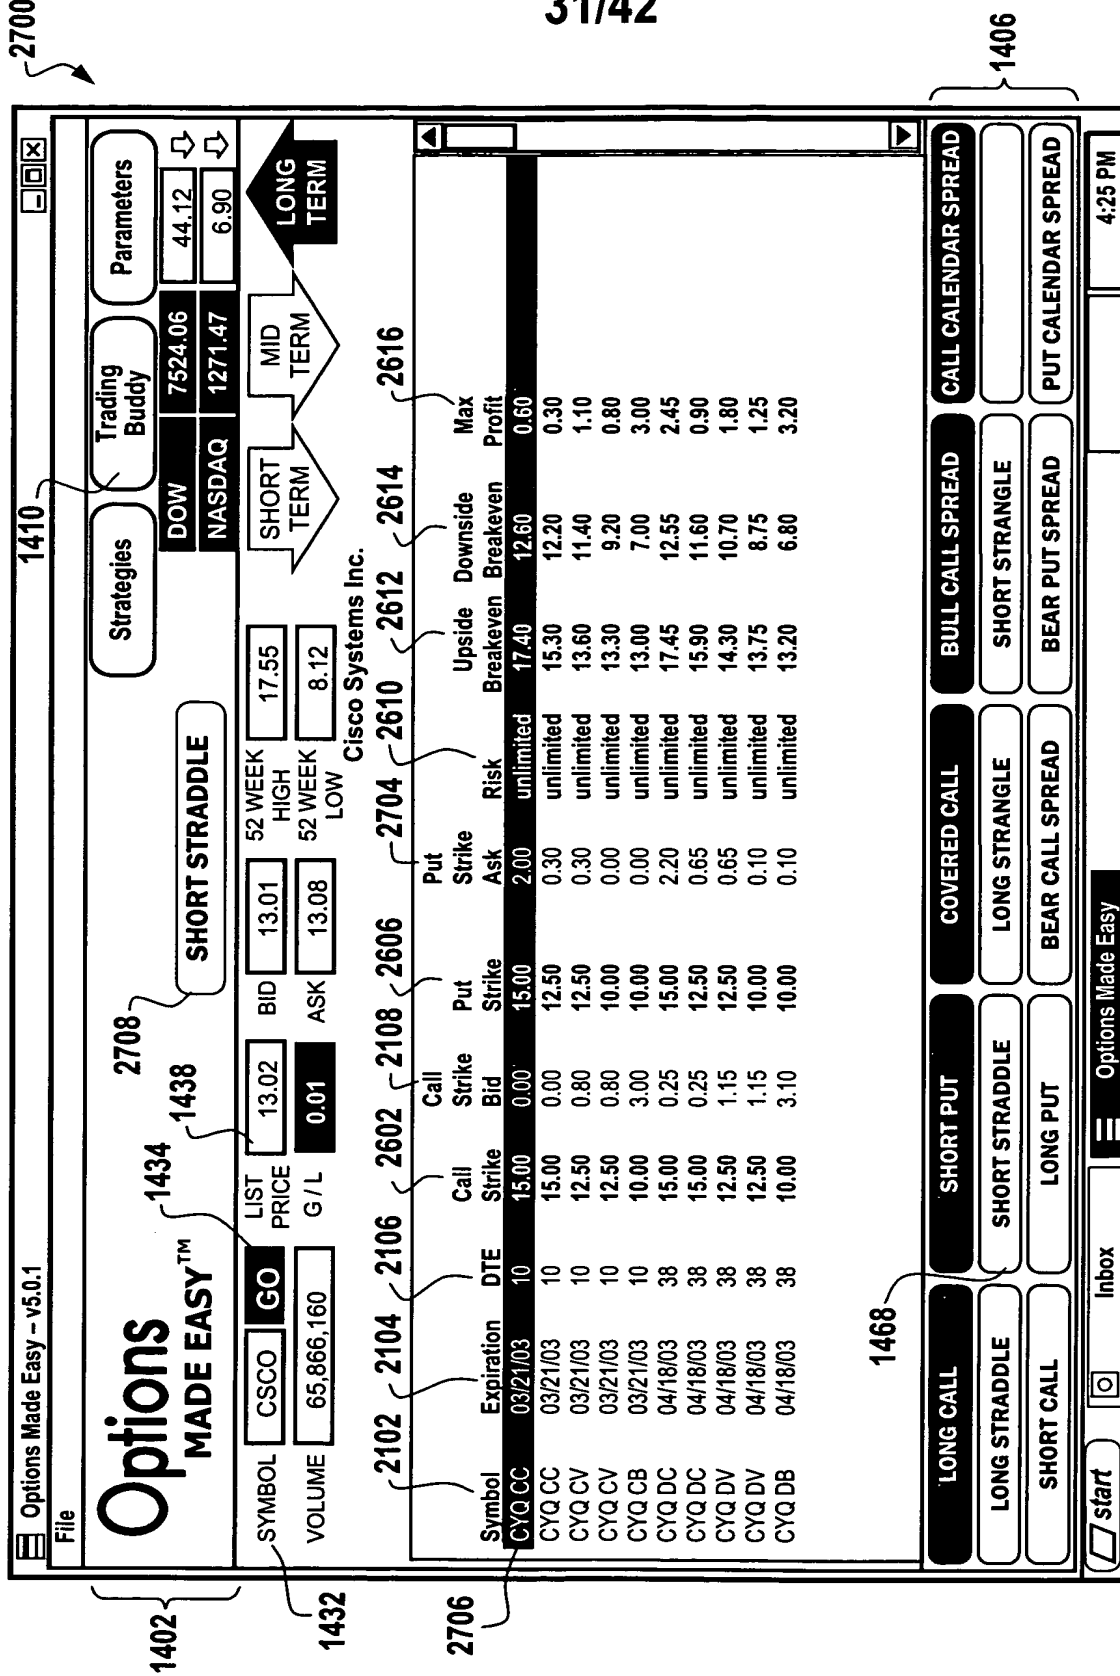 31/42
2700
Options Made Easy – v5.0.1
File
1410
1402
Options
MADE EASY™
Strategies
Trading Buddy
Parameters
2708
SHORT STRADDLE
DOW 7524.06 44.12
NASDAQ 1271.47 6.90
1432
1434
1438
SYMBOL CSCO GO
LIST PRICE 13.02
BID 13.01
52 WEEK HIGH 17.55
SHORT TERM
MID TERM
LONG TERM
VOLUME 65,866,160
G / L 0.01
ASK 13.08
52 WEEK LOW 8.12
Cisco Systems Inc.
2102 2104 2106 2602 2108 2606 2704 2610 2612 2614 2616
Symbol Expiration DTE Call Strike Call Strike Bid Put Strike Put Strike Ask Risk Upside Breakeven Downside Breakeven Max Profit
2706
CYQ CC 03/21/03 10 15.00 0.00 15.00 2.00 unlimited 17.40 12.60 0.60
CYQ CC 03/21/03 10 15.00 0.00 12.50 0.30 unlimited 15.30 12.20 0.30
CYQ CV 03/21/03 10 12.50 0.80 12.50 0.30 unlimited 13.60 11.40 1.10
CYQ CV 03/21/03 10 12.50 0.80 10.00 0.00 unlimited 13.30 9.20 0.80
CYQ CB 03/21/03 10 10.00 3.00 10.00 0.00 unlimited 13.00 7.00 3.00
CYQ DC 04/18/03 38 15.00 0.25 15.00 2.20 unlimited 17.45 12.55 2.45
CYQ DC 04/18/03 38 15.00 0.25 12.50 0.65 unlimited 15.90 11.60 0.90
CYQ DV 04/18/03 38 12.50 1.15 12.50 0.65 unlimited 14.30 10.70 1.80
CYQ DV 04/18/03 38 12.50 1.15 10.00 0.10 unlimited 13.75 8.75 1.25
CYQ DB 04/18/03 38 10.00 3.10 10.00 0.10 unlimited 13.20 6.80 3.20
1468
1406
LONG CALL SHORT PUT COVERED CALL BULL CALL SPREAD CALL CALENDAR SPREAD
LONG STRADDLE SHORT STRADDLE LONG STRANGLE SHORT STRANGLE
SHORT CALL LONG PUT BEAR CALL SPREAD BEAR PUT SPREAD PUT CALENDAR SPREAD
start Inbox Options Made Easy 4:25 PM